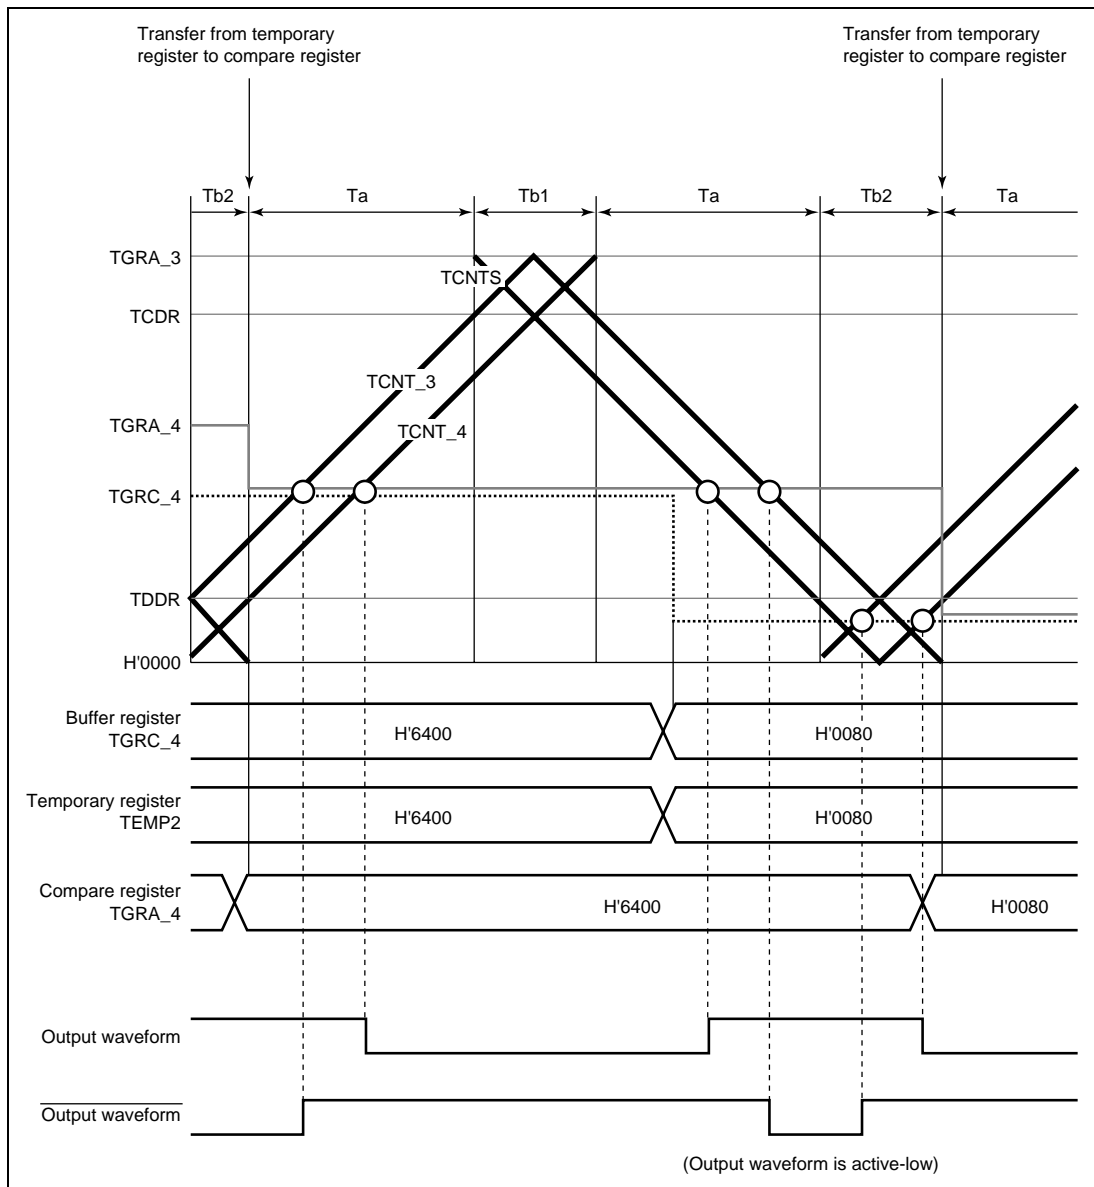 Transfer from temporary
register to compare register
Transfer from temporary
register to compare register
Tb2
Ta
Tb1
Ta
Tb2
Ta
TGRA_3
TCNTS
TCDR
TCNT_3
TGRA_4
TCNT_4
TGRC_4
TDDR
H'0000
Buffer register
TGRC_4
H'6400
H'0080
Temporary register
TEMP2
H'6400
H'0080
Compare register
TGRA_4
H'6400
H'0080
Output waveform
Output waveform
(Output waveform is active-low)